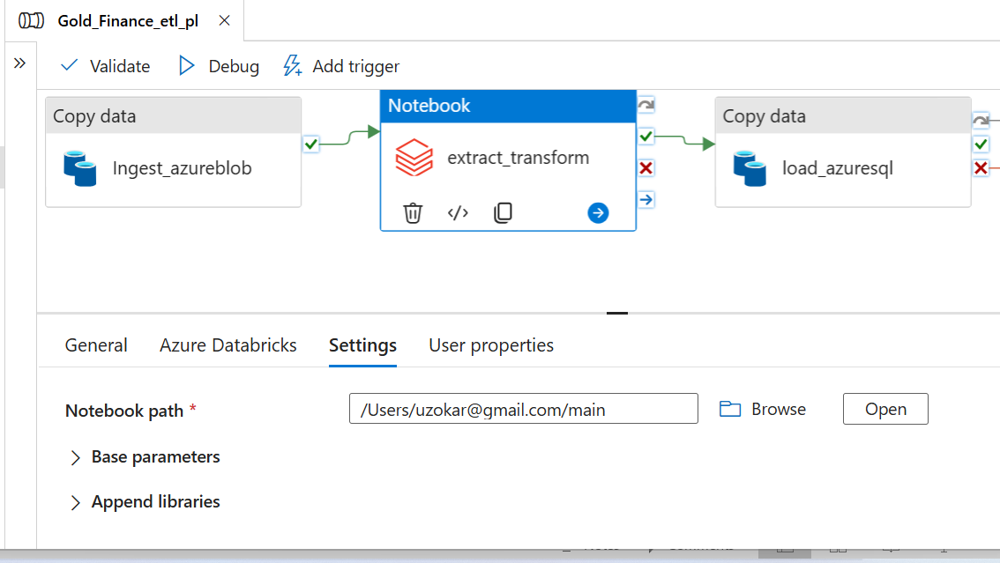 Gold_Finance_etl_pl
Validate
Debug
Add trigger
Copy data
Ingest_azureblob
Notebook
extract_transform
Copy data
load_azuresql
General
Azure Databricks
Settings
User properties
Notebook path *
/Users/uzokar@gmail.com/main
Browse
Open
Base parameters
Append libraries